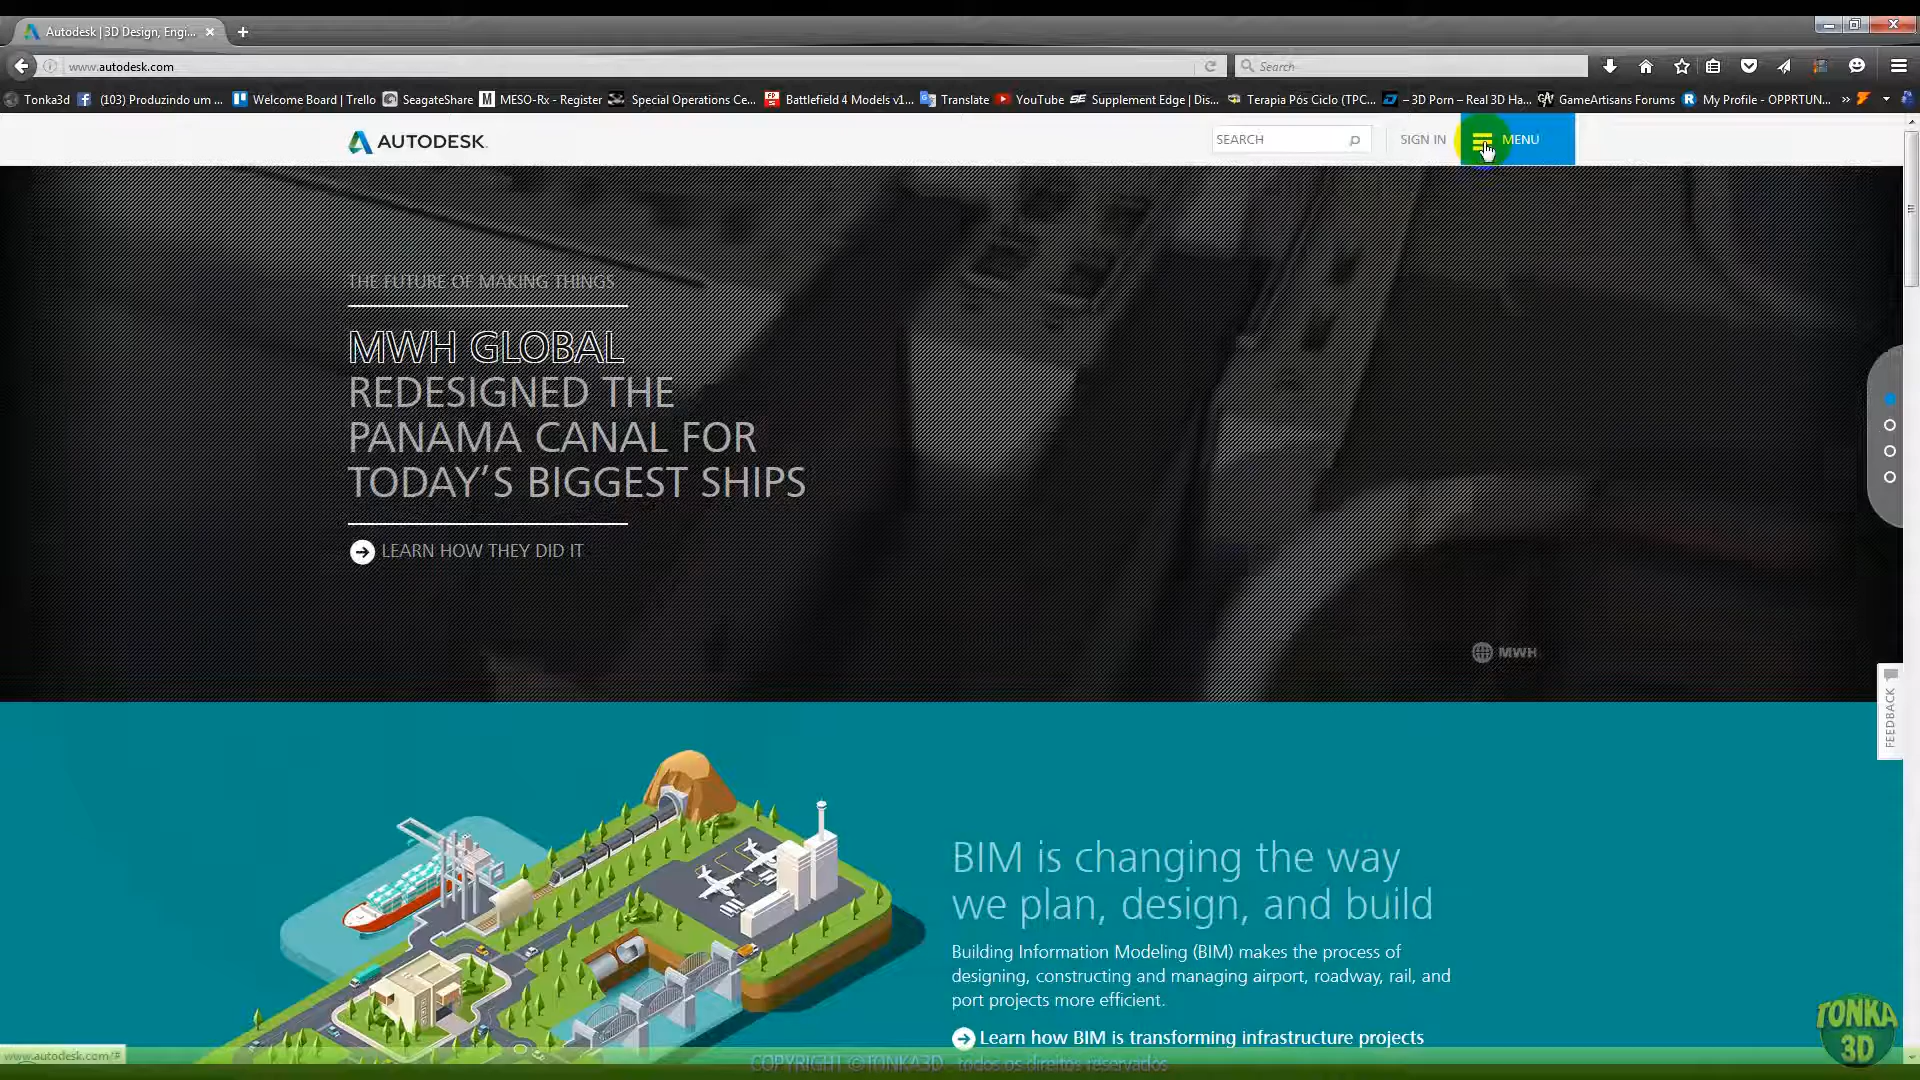 Autodesk | 3D Design, Engi...
www.autodesk.com
Search
Tonka3d
(103) Produzindo um ...
Welcome Board | Trello
SeagateShare
MESO-Rx - Register
Special Operations Ce...
Battlefield 4 Models v1...
Translate
YouTube
Supplement Edge | Dis...
Terapia Pós Ciclo (TPC...
– 3D Porn – Real 3D Ha...
GameArtisans Forums
My Profile - OPPRTUN...
AUTODESK.
SEARCH
SIGN IN
MENU
THE FUTURE OF MAKING THINGS
MWH GLOBAL
REDESIGNED THE
PANAMA CANAL FOR
TODAY’S BIGGEST SHIPS
LEARN HOW THEY DID IT
MWH
FEEDBACK
BIM is changing the way
we plan, design, and build
Building Information Modeling (BIM) makes the process of
designing, constructing and managing airport, roadway, rail, and
port projects more efficient.
Learn how BIM is transforming infrastructure projects
TONKA
3D
www.autodesk.com/#
COPYRIGHT © TONKA3D - todos os direitos reservados